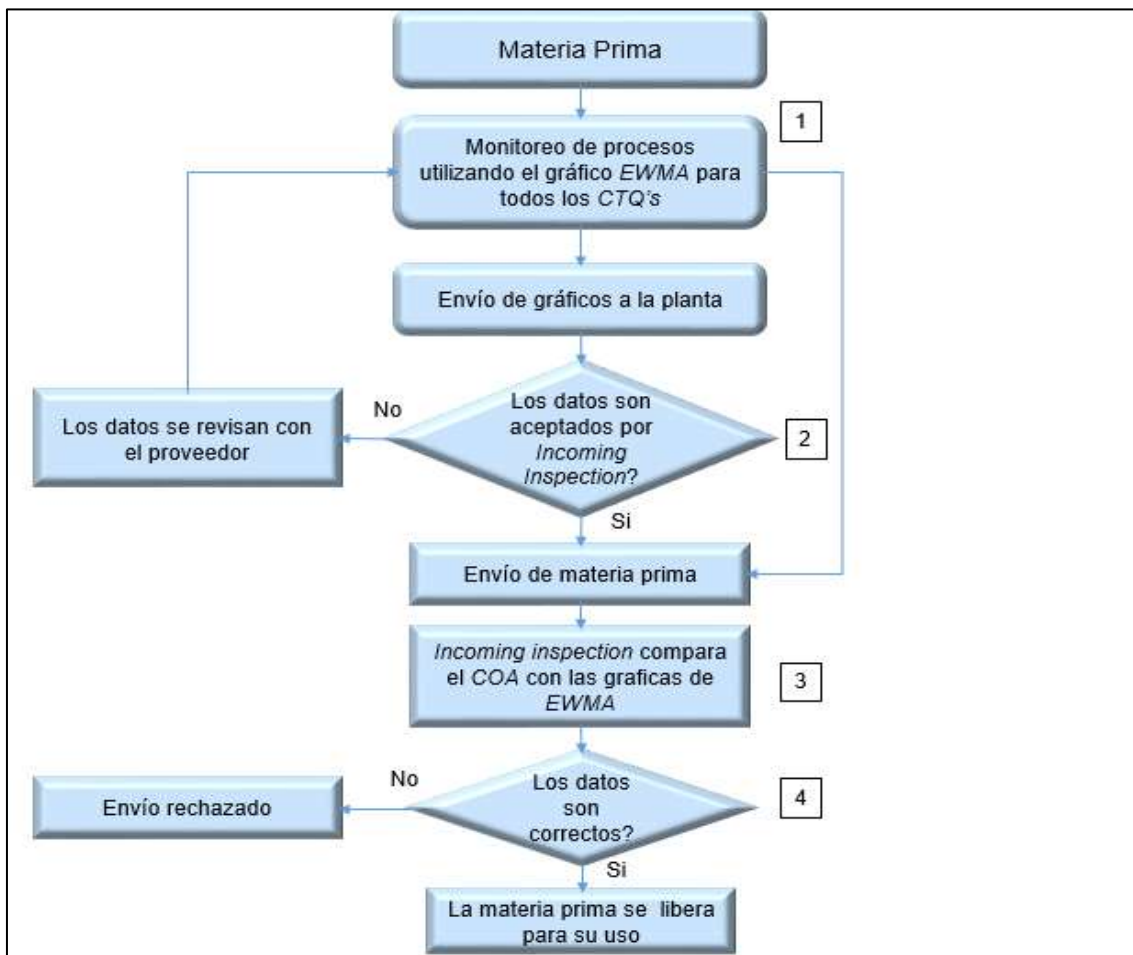 Materia Prima
1
Monitoreo de procesos
utilizando el gráfico EWMA para
todos los CTQ's
Envío de gráficos a la planta
Los datos son
aceptados por
Incoming
Inspection?
2
No
Los datos se revisan con
el proveedor
Si
Envío de materia prima
Incoming inspection compara
el COA con las graficas de
EWMA
3
Los datos
son
correctos?
4
No
Envío rechazado
Si
La materia prima se libera
para su uso